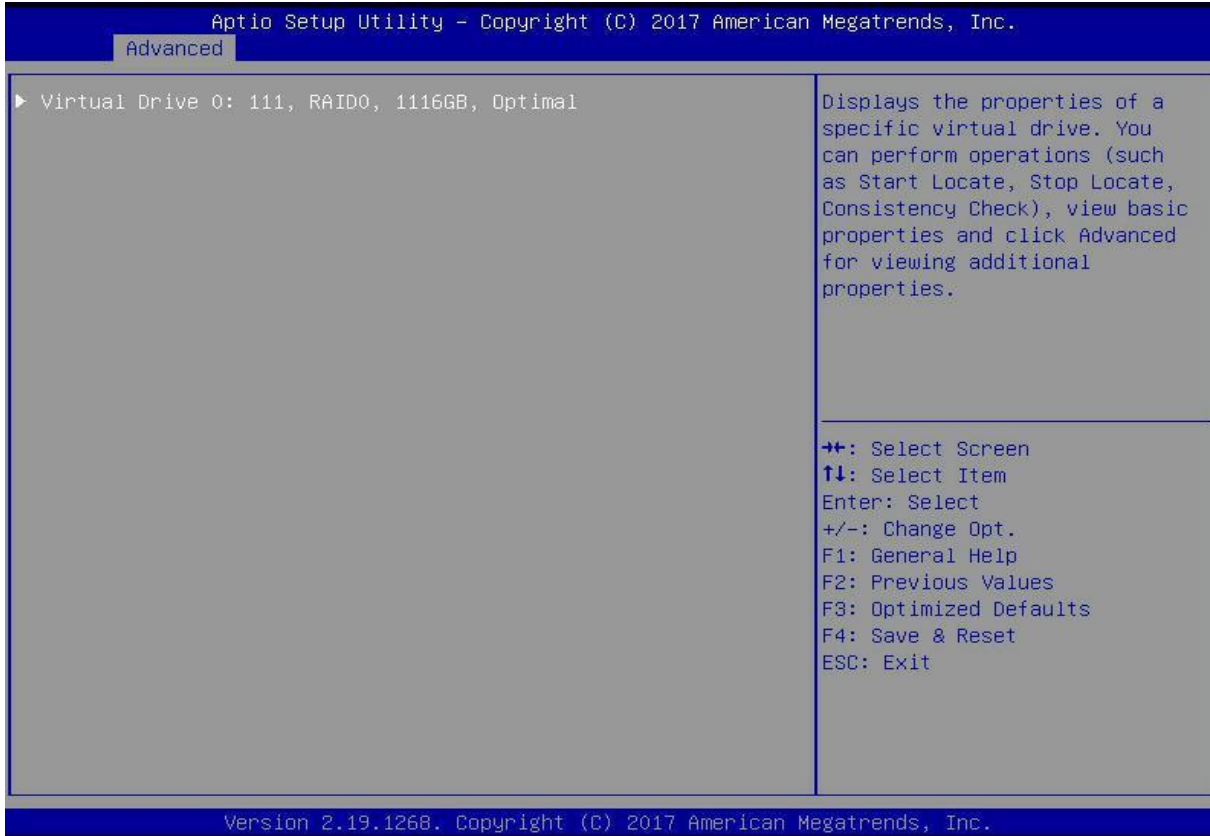 Aptio Setup Utility – Copyright (C) 2017 American Megatrends, Inc.
Advanced
▶ Virtual Drive 0: 111, RAID0, 1116GB, Optimal
Displays the properties of a
specific virtual drive. You
can perform operations (such
as Start Locate, Stop Locate,
Consistency Check), view basic
properties and click Advanced
for viewing additional
properties.
→←: Select Screen
↑↓: Select Item
Enter: Select
+/-: Change Opt.
F1: General Help
F2: Previous Values
F3: Optimized Defaults
F4: Save & Reset
ESC: Exit
Version 2.19.1268. Copyright (C) 2017 American Megatrends, Inc.